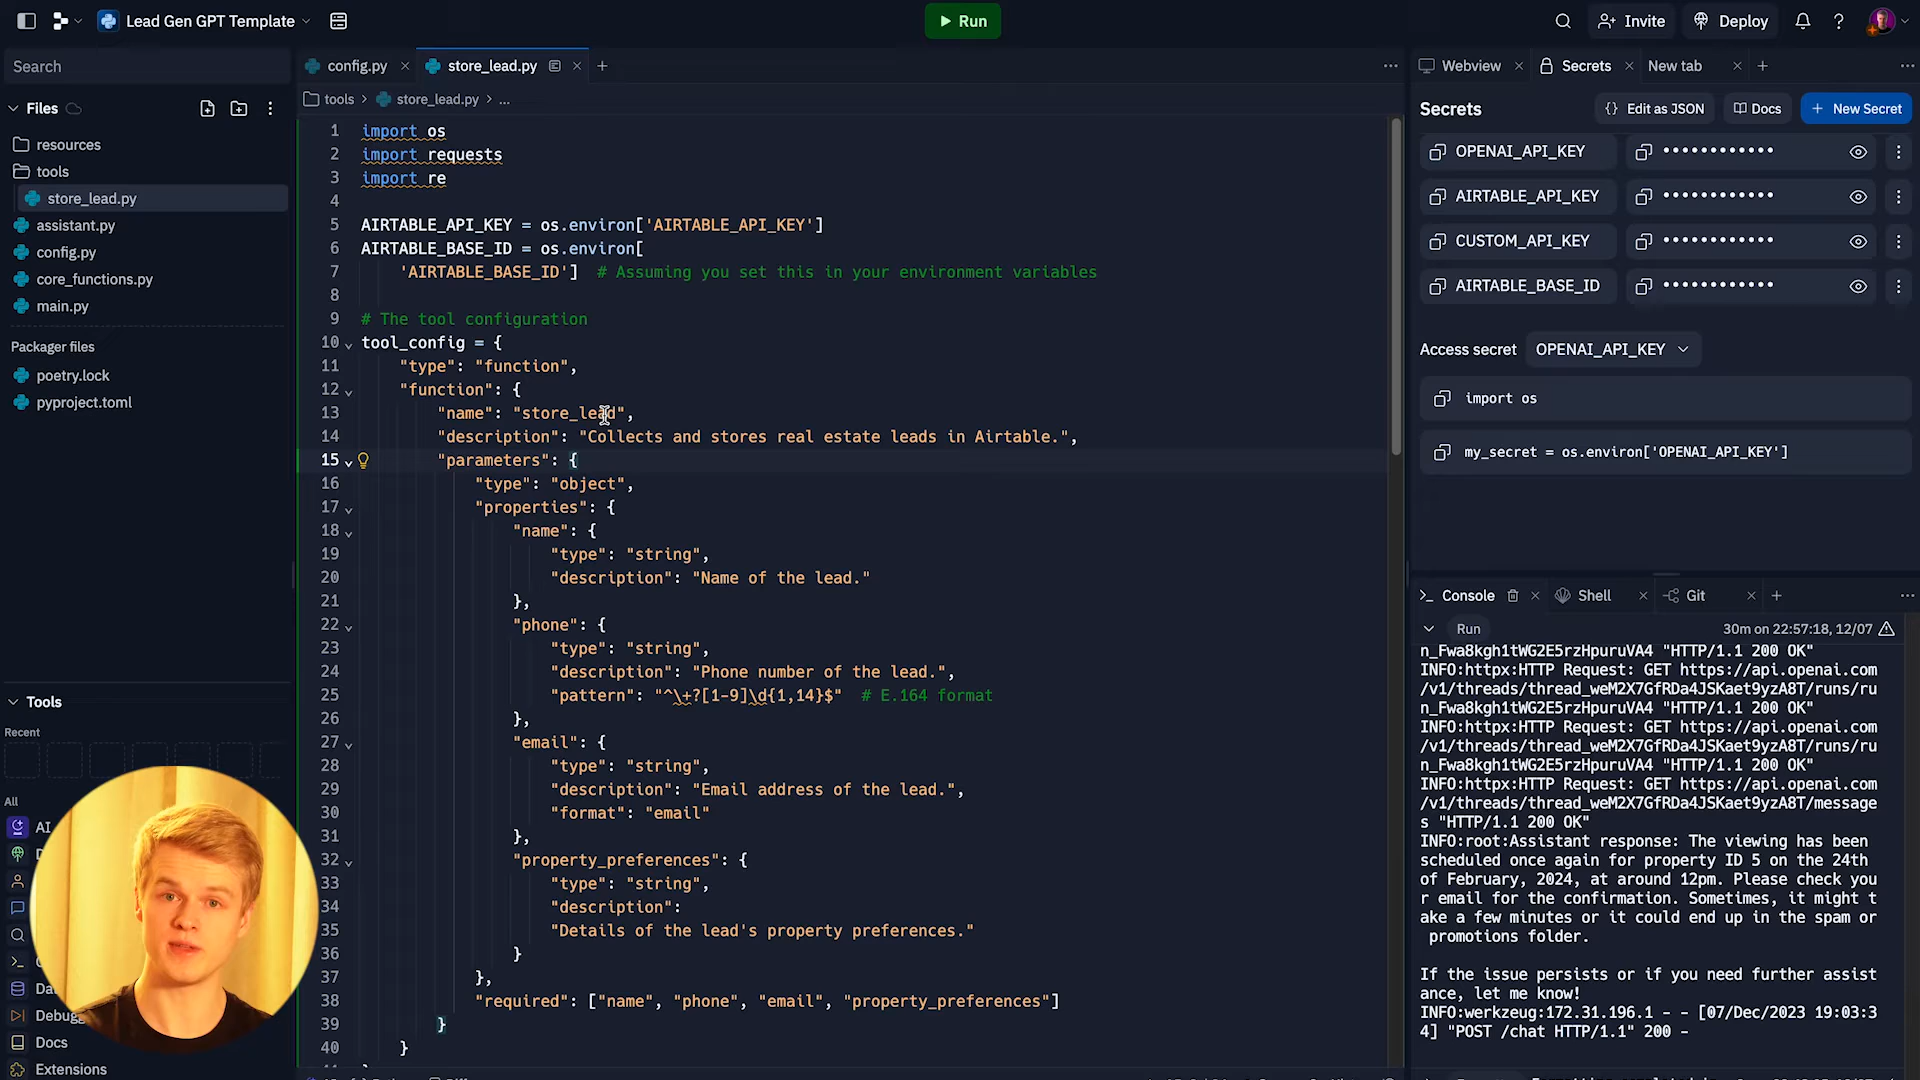 Lead Gen GPT Template
Run
Invite
Deploy
Search
Files
resources
tools
store_lead.py
assistant.py
config.py
core_functions.py
main.py
Packager files
poetry.lock
pyproject.toml
Tools
Recent
All
AI
Debugg
Docs
Extensions
config.py
store_lead.py
tools > store_lead.py > ...
1 import os
2 import requests
3 import re
4
5 AIRTABLE_API_KEY = os.environ['AIRTABLE_API_KEY']
6 AIRTABLE_BASE_ID = os.environ[
7 'AIRTABLE_BASE_ID'] # Assuming you set this in your environment variables
8
9 # The tool configuration
10 tool_config = {
11 "type": "function",
12 "function": {
13 "name": "store_lead",
14 "description": "Collects and stores real estate leads in Airtable.",
15 "parameters": {
16 "type": "object",
17 "properties": {
18 "name": {
19 "type": "string",
20 "description": "Name of the lead."
21 },
22 "phone": {
23 "type": "string",
24 "description": "Phone number of the lead.",
25 "pattern": "^\+?[1-9]\d{1,14}$" # E.164 format
26 },
27 "email": {
28 "type": "string",
29 "description": "Email address of the lead.",
30 "format": "email"
31 },
32 "property_preferences": {
33 "type": "string",
34 "description":
35 "Details of the lead's property preferences."
36 }
37 },
38 "required": ["name", "phone", "email", "property_preferences"]
39 }
40 }
Webview
Secrets
New tab
Secrets
{} Edit as JSON
Docs
+ New Secret
OPENAI_API_KEY ••••••••••••
AIRTABLE_API_KEY ••••••••••••
CUSTOM_API_KEY ••••••••••••
AIRTABLE_BASE_ID ••••••••••••
Access secret OPENAI_API_KEY
import os
my_secret = os.environ['OPENAI_API_KEY']
Console
Shell
Git
Run
30m on 22:57:18, 12/07
n_Fwa8kgh1tWG2E5rzHpuruVA4 "HTTP/1.1 200 OK"
INFO:httpx:HTTP Request: GET https://api.openai.com
/v1/threads/thread_weM2X7GfRDa4JSKaet9yzA8T/runs/ru
n_Fwa8kgh1tWG2E5rzHpuruVA4 "HTTP/1.1 200 OK"
INFO:httpx:HTTP Request: GET https://api.openai.com
/v1/threads/thread_weM2X7GfRDa4JSKaet9yzA8T/runs/ru
n_Fwa8kgh1tWG2E5rzHpuruVA4 "HTTP/1.1 200 OK"
INFO:httpx:HTTP Request: GET https://api.openai.com
/v1/threads/thread_weM2X7GfRDa4JSKaet9yzA8T/message
s "HTTP/1.1 200 OK"
INFO:root:Assistant response: The viewing has been
scheduled once again for property ID 5 on the 24th
of February, 2024, at around 12pm. Please check you
r email for the confirmation. Sometimes, it might t
ake a few minutes or it could end up in the spam or
promotions folder.
If the issue persists or if you need further assist
ance, let me know!
INFO:werkzeug:172.31.196.1 - - [07/Dec/2023 19:03:3
4] "POST /chat HTTP/1.1" 200 -